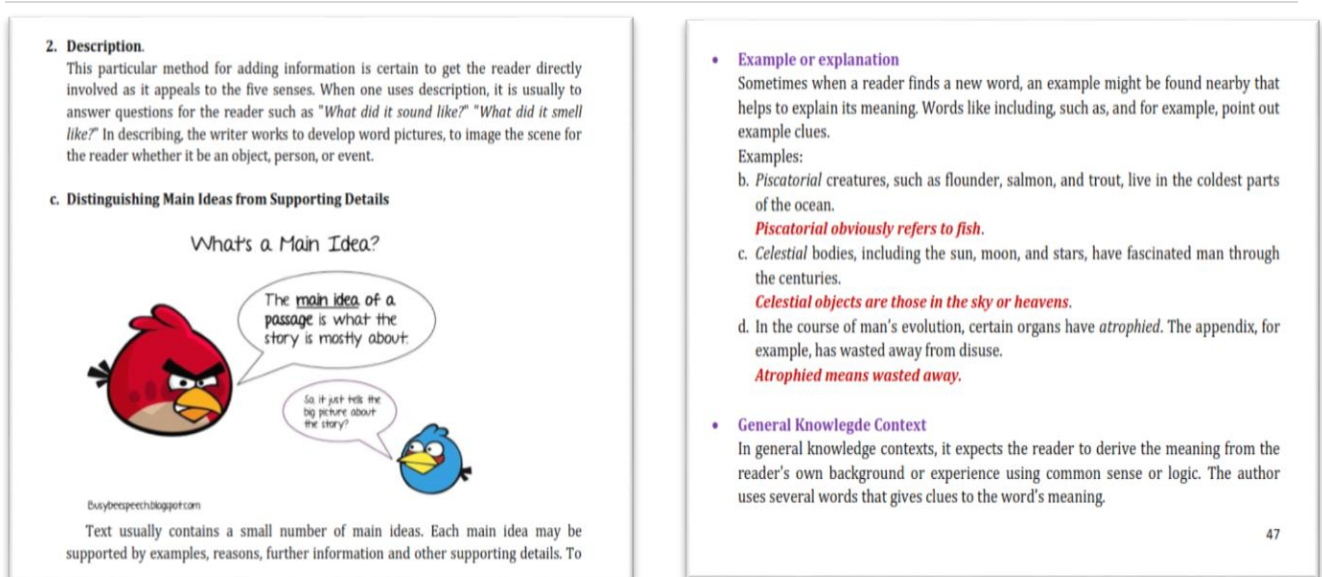 2. Description.
This particular method for adding information is certain to get the reader directly
involved as it appeals to the five senses. When one uses description, it is usually to
answer questions for the reader such as "What did it sound like?" "What did it smell
like?" In describing, the writer works to develop word pictures, to image the scene for
the reader whether it be an object, person, or event.
c. Distinguishing Main Ideas from Supporting Details
What's a Main Idea?
The main idea of a
passage is what the
story is mostly about.
So, it just tells the
big picture about
the story?
Busybeespeech.blogspot.com
Text usually contains a small number of main ideas. Each main idea may be
supported by examples, reasons, further information and other supporting details. To
• Example or explanation
Sometimes when a reader finds a new word, an example might be found nearby that
helps to explain its meaning. Words like including, such as, and for example, point out
example clues.
Examples:
b. Piscatorial creatures, such as flounder, salmon, and trout, live in the coldest parts
of the ocean.
Piscatorial obviously refers to fish.
c. Celestial bodies, including the sun, moon, and stars, have fascinated man through
the centuries.
Celestial objects are those in the sky or heavens.
d. In the course of man's evolution, certain organs have atrophied. The appendix, for
example, has wasted away from disuse.
Atrophied means wasted away.
• General Knowlegde Context
In general knowledge contexts, it expects the reader to derive the meaning from the
reader's own background or experience using common sense or logic. The author
uses several words that gives clues to the word's meaning.
47